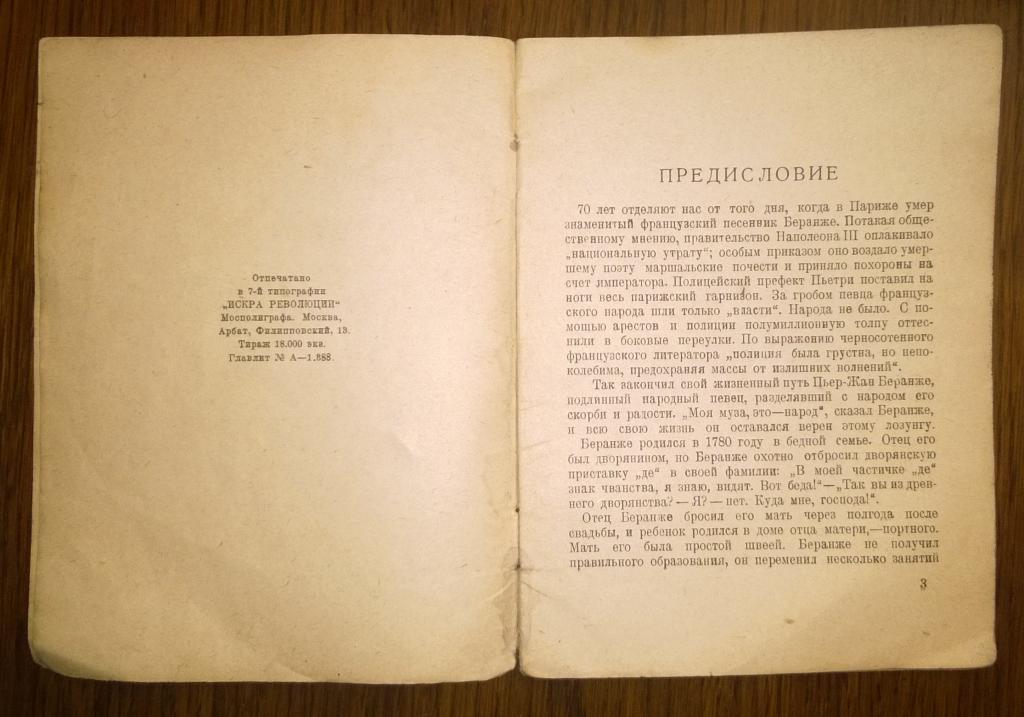 Отпечатано
в 7-й типографии
„ИСКРА РЕВОЛЮЦИИ“
Мосполиграфа. Москва,
Арбат, Филипповский, 13.
Тираж 18.000 экз.
Главлит № А—1.888.
ПРЕДИСЛОВИЕ
70 лет отделяют нас от того дня, когда в Париже умер
знаменитый французский песенник Беранже. Потакая обще-
ственному мнению, правительство Наполеона III оплакивало
„национальную утрату“; особым приказом оно воздало умер-
шему поэту маршальские почести и приняло похороны на
счет императора. Полицейский префект Пьетри поставил на
ноги весь парижский гарнизон. За гробом певца француз-
ского народа шли только „власти“. Народа не было. С по-
мощью арестов и полиции полумиллионную толпу оттес-
нили в боковые переулки. По выражению черносотенного
французского литератора „полиция была грустна, но непо-
колебима, предохраняя массы от излишних волнений“.
Так закончил свой жизненный путь Пьер-Жан Беранже,
подлинный народный певец, разделявший с народом его
скорби и радости. „Моя муза, это—народ“, сказал Беранже,
и всю свою жизнь он оставался верен этому лозунгу.
Беранже родился в 1780 году в бедной семье. Отец его
был дворянином, но Беранже охотно отбросил дворянскую
приставку „де“ в своей фамилии: „В моей частичке „де“
знак чванства, я знаю, видят. Вот беда!“—„Так вы из древ-
него дворянства? — Я? — нет. Куда мне, господа!“.
Отец Беранже бросил его мать через полгода после
свадьбы, и ребенок родился в доме отца матери,—портного.
Мать его была простой швеей. Беранже не получил
правильного образования, он переменил несколько занятий
3